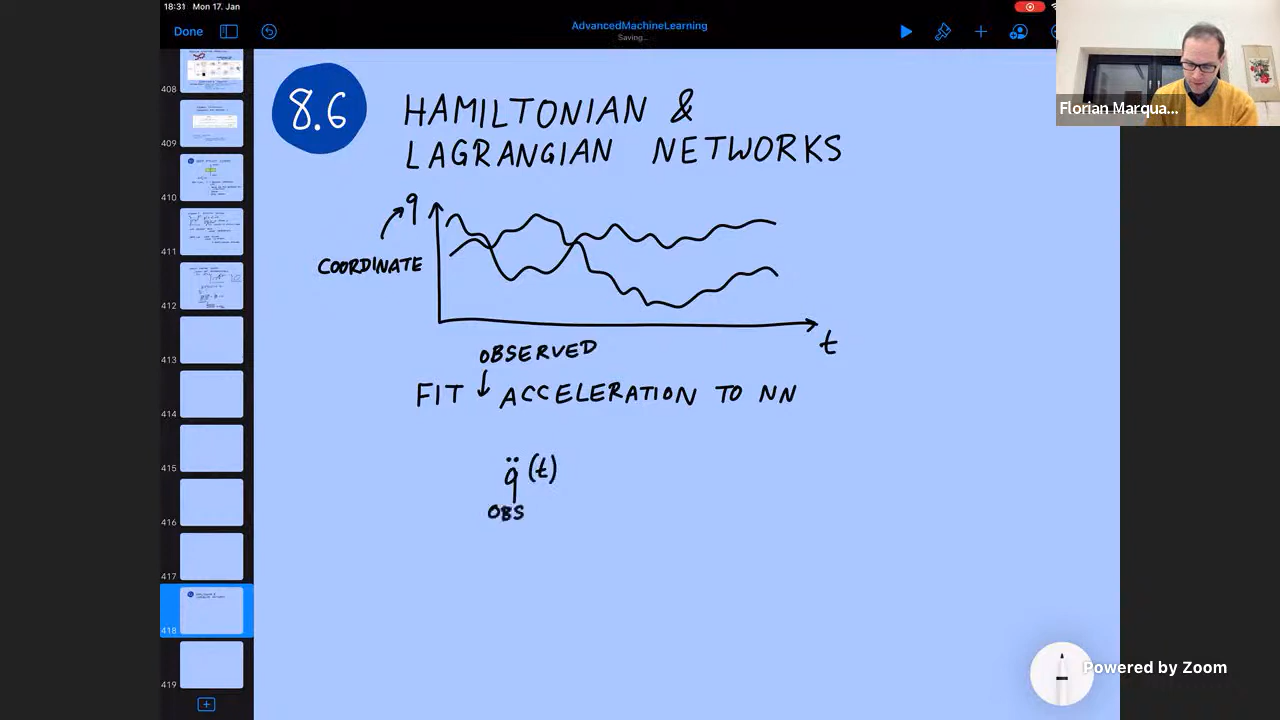 18:31 Mon 17. Jan
Done
AdvancedMachineLearning
Saving...
Florian Marqua...
408
409
410
411
412
413
414
415
416
417
418
419
8.6
HAMILTONIAN &
LAGRANGIAN NETWORKS
q
COORDINATE
t
OBSERVED
FIT ↓ ACCELERATION TO NN
q̈ (t)
OBS
Powered by Zoom